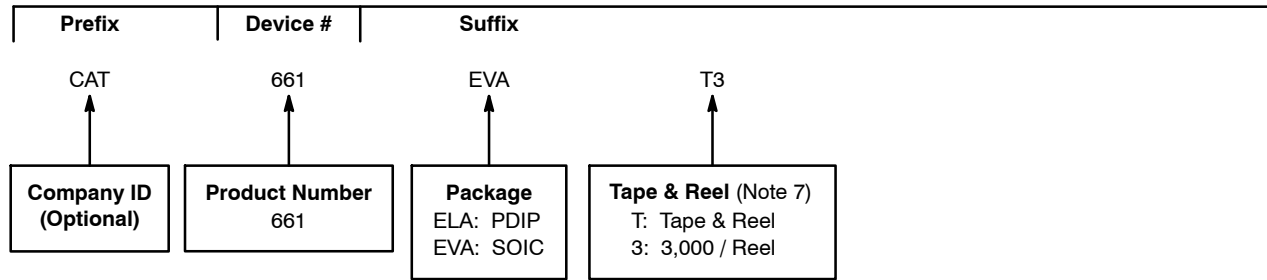 Prefix Device # Suffix
CAT 661 EVA T3
Company ID
(Optional)
Product Number
661
Package
ELA: PDIP
EVA: SOIC
Tape & Reel (Note 7)
T: Tape & Reel
3: 3,000 / Reel